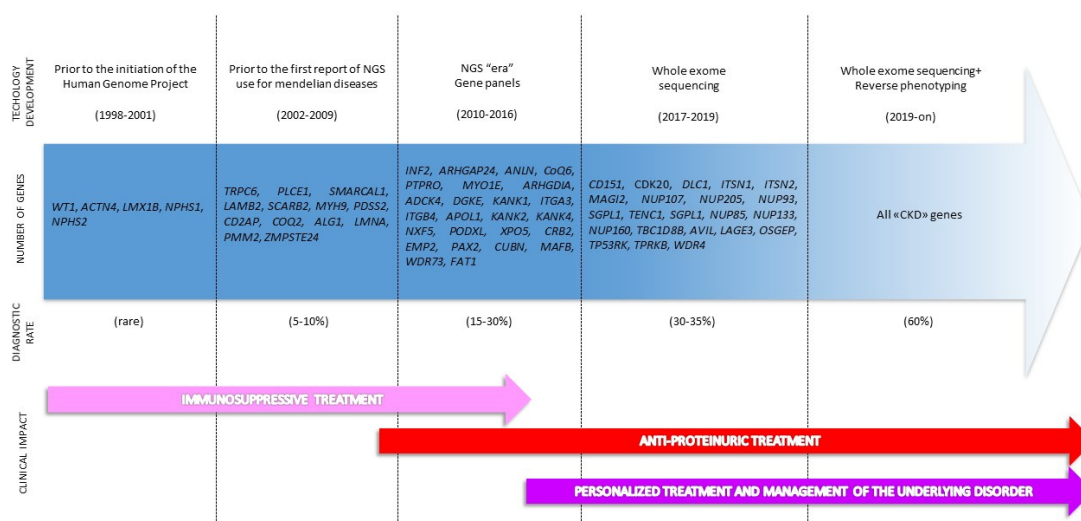 TECHOLOGY
DEVELOPMENT
Prior to the initiation of the
Human Genome Project
(1998-2001)
Prior to the first report of NGS
use for mendelian diseases
(2002-2009)
NGS “era”
Gene panels
(2010-2016)
Whole exome
sequencing
(2017-2019)
Whole exome sequencing+
Reverse phenotyping
(2019-on)
NUMBER OF GENES
WT1, ACTN4, LMX1B, NPHS1,
NPHS2
TRPC6, PLCE1, SMARCAL1,
LAMB2, SCARB2, MYH9, PDSS2,
CD2AP, COQ2, ALG1, LMNA,
PMM2, ZMPSTE24
INF2, ARHGAP24, ANLN, CoQ6,
PTPRO, MYO1E, ARHGDIA,
ADCK4, DGKE, KANK1, ITGA3,
ITGB4, APOL1, KANK2, KANK4,
NXF5, PODXL, XPO5, CRB2,
EMP2, PAX2, CUBN, MAFB,
WDR73, FAT1
CD151, CDK20, DLC1, ITSN1, ITSN2,
MAGI2, NUP107, NUP205, NUP93,
SGPL1, TENC1, SGPL1, NUP85, NUP133,
NUP160, TBC1D8B, AVIL, LAGE3, OSGEP,
TP53RK, TPRKB, WDR4
All «CKD» genes
DIAGNOSTIC
RATE
(rare)
(5-10%)
(15-30%)
(30-35%)
(60%)
CLINICAL IMPACT
IMMUNOSUPPRESSIVE TREATMENT
ANTI-PROTEINURIC TREATMENT
PERSONALIZED TREATMENT AND MANAGEMENT OF THE UNDERLYING DISORDER